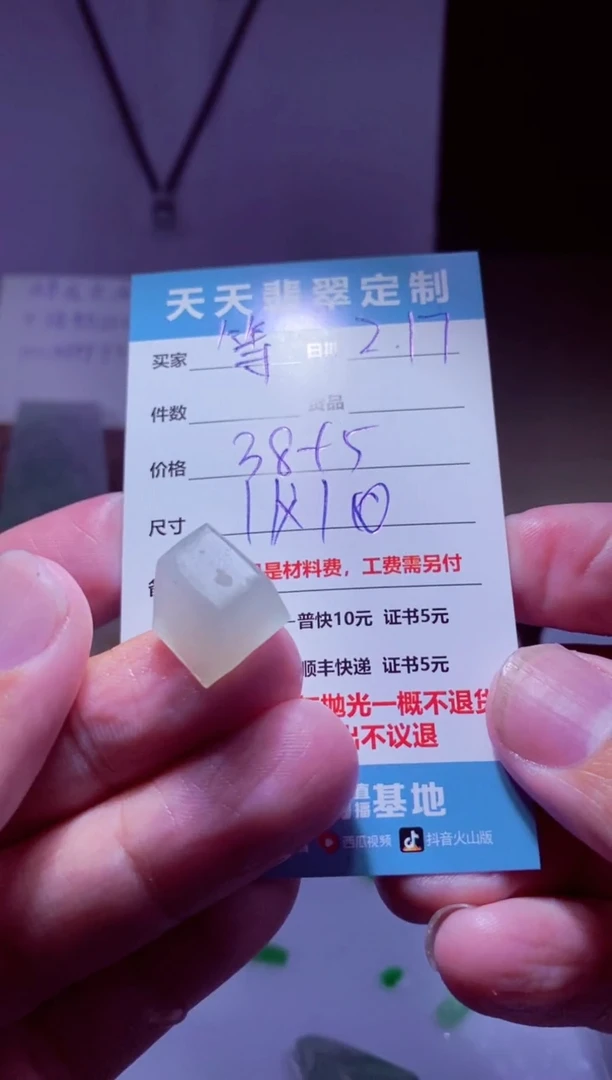 天天翡翠定制
买家 等 日期 2.17
件数 货品
价格 38+5
尺寸 11×10
是材料费，工费需另付
普快10元 证书5元
顺丰快递 证书5元
抛光一概不退货
出不议退
基地
西瓜视频 抖音火山版